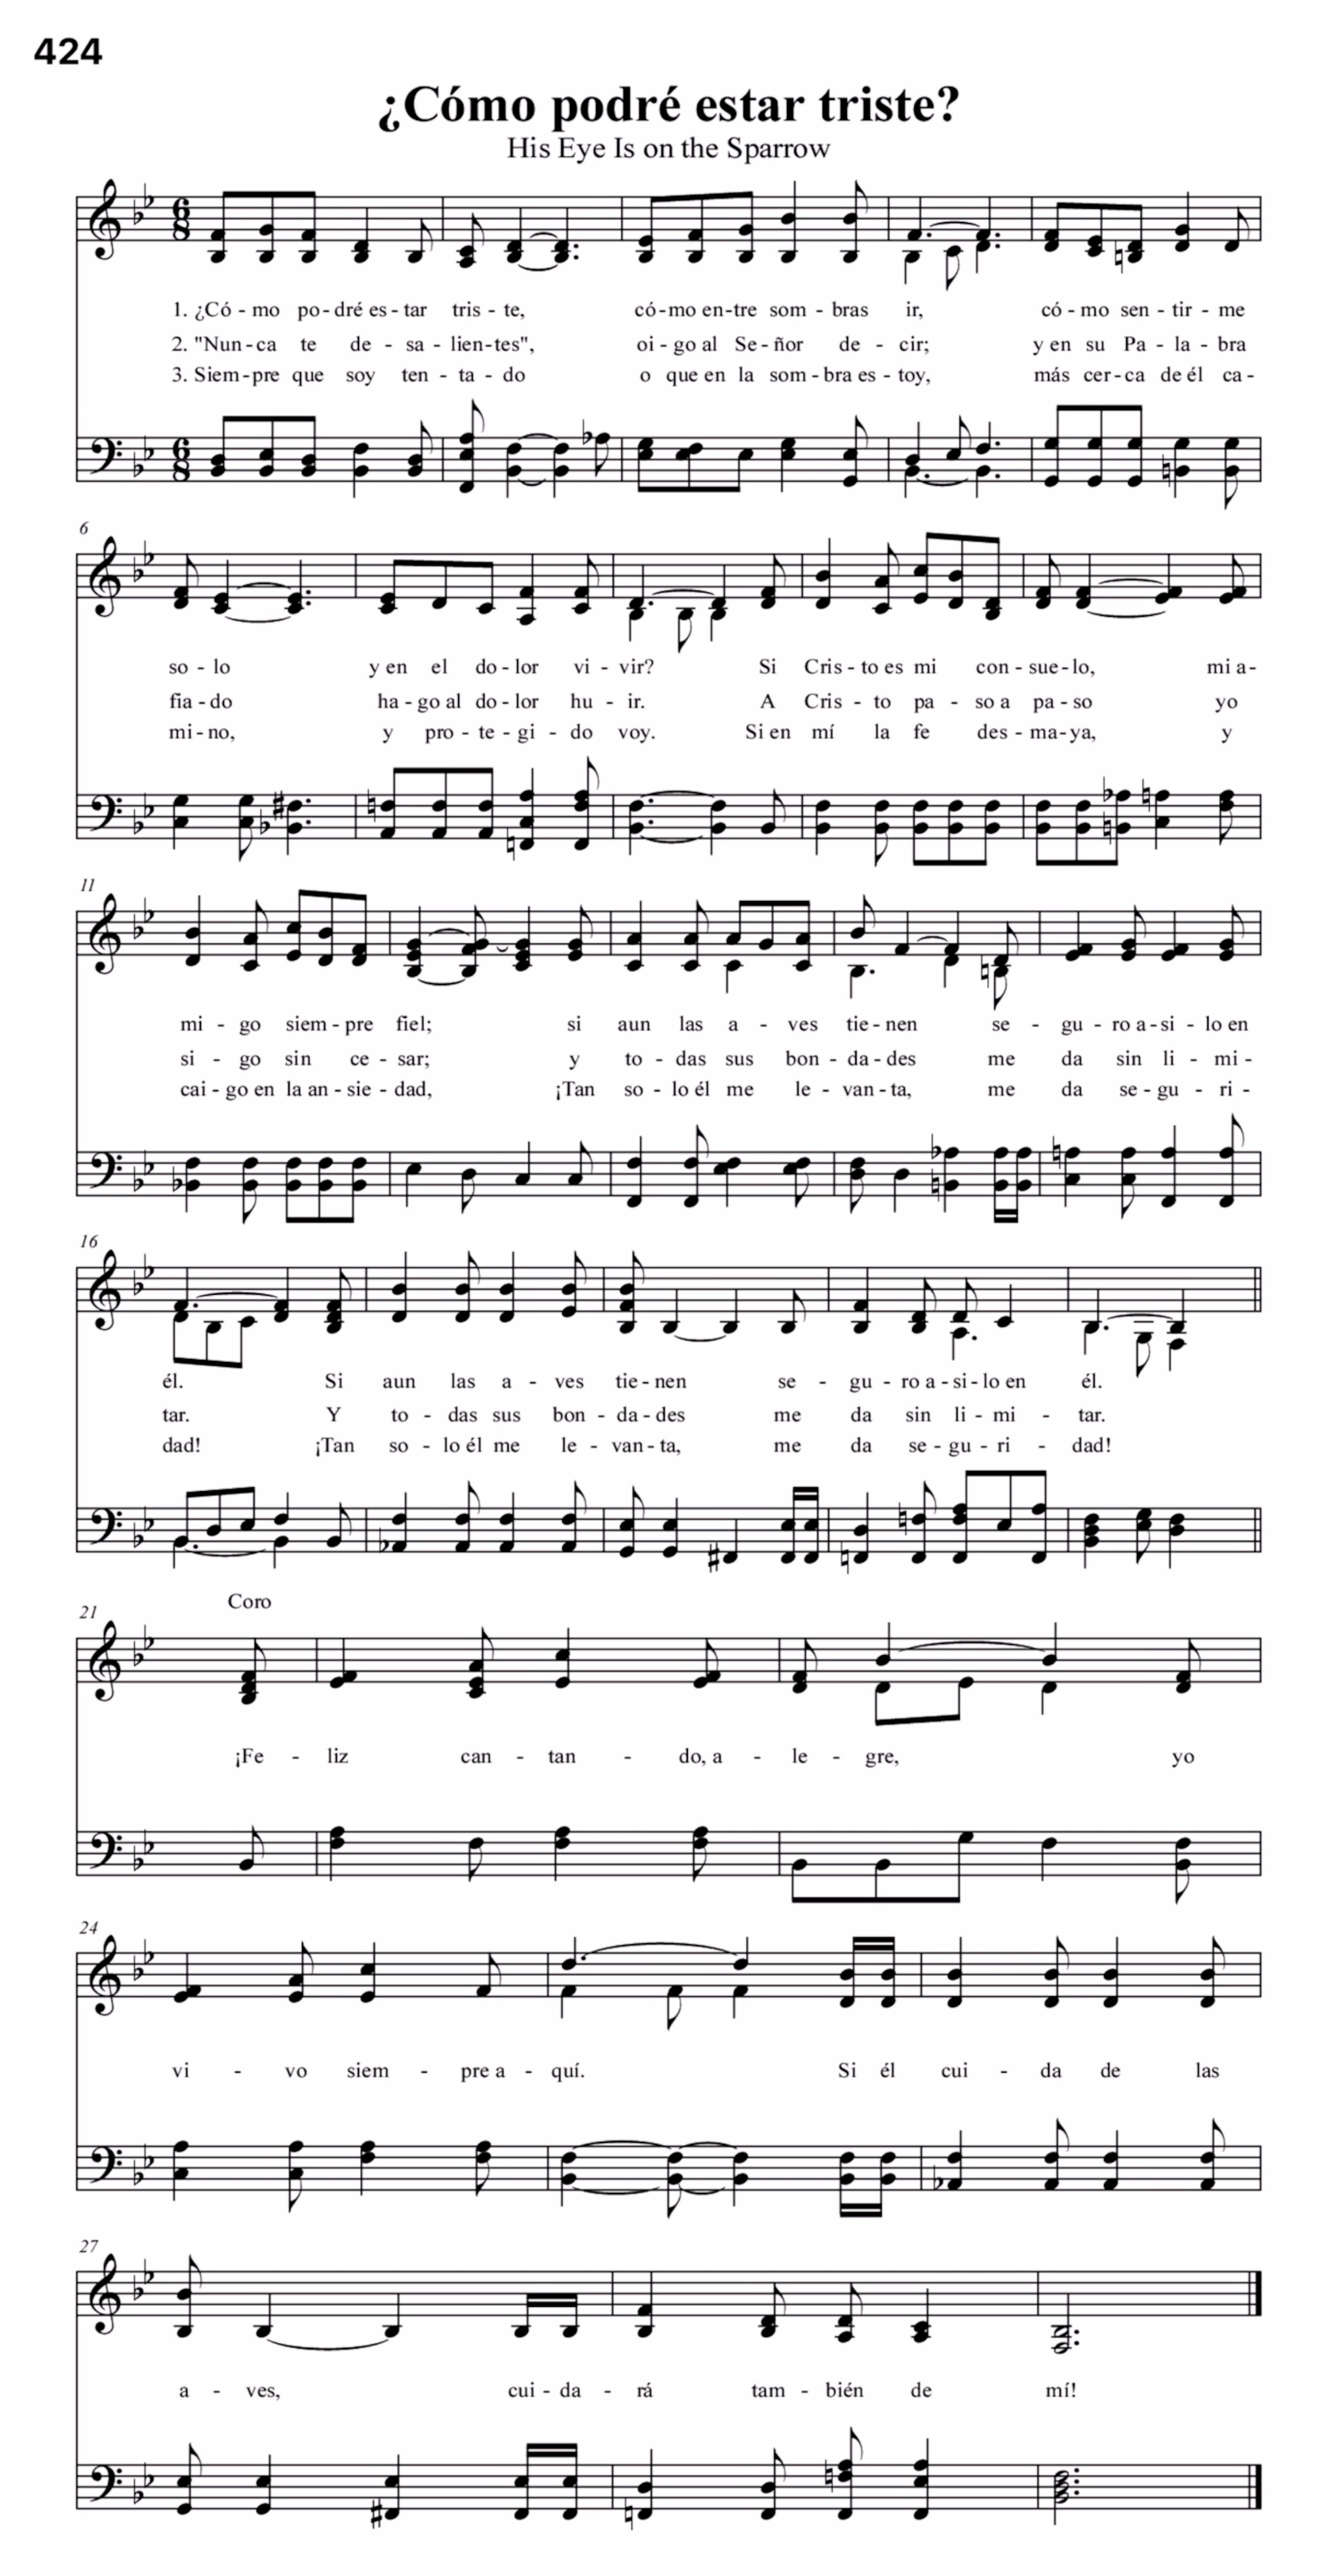 424
¿Cómo podré estar triste?
His Eye Is on the Sparrow
1. ¿Có - mo po - dré es - tar tris - te, có - mo en - tre som - bras ir, có - mo sen - tir - me
2. "Nun - ca te de - sa - lien - tes", oi - go al Se - ñor de - cir; y en su Pa - la - bra
3. Siem - pre que soy ten - ta - do o que en la som - bra es - toy, más cer - ca de él ca -
6
so - lo y en el do - lor vi - vir? Si Cris - to es mi con - sue - lo, mi a -
fia - do ha - go al do - lor hu - ir. A Cris - to pa - so a pa - so yo
mi - no, y pro - te - gi - do voy. Si en mí la fe des - ma - ya, y
11
mi - go siem - pre fiel; si aun las a - ves tie - nen se - gu - ro a - si - lo en
si - go sin ce - sar; y to - das sus bon - da - des me da sin li - mi -
cai - go en la an - sie - dad, ¡Tan so - lo él me le - van - ta, me da se - gu - ri -
16
él. Si aun las a - ves tie - nen se - gu - ro a - si - lo en él.
tar. Y to - das sus bon - da - des me da sin li - mi - tar.
dad! ¡Tan so - lo él me le - van - ta, me da se - gu - ri - dad!
Coro
21
¡Fe - liz can - tan - do, a - le - gre, yo
24
vi - vo siem - pre a - quí. Si él cui - da de las
27
a - ves, cui - da - rá tam - bién de mí!